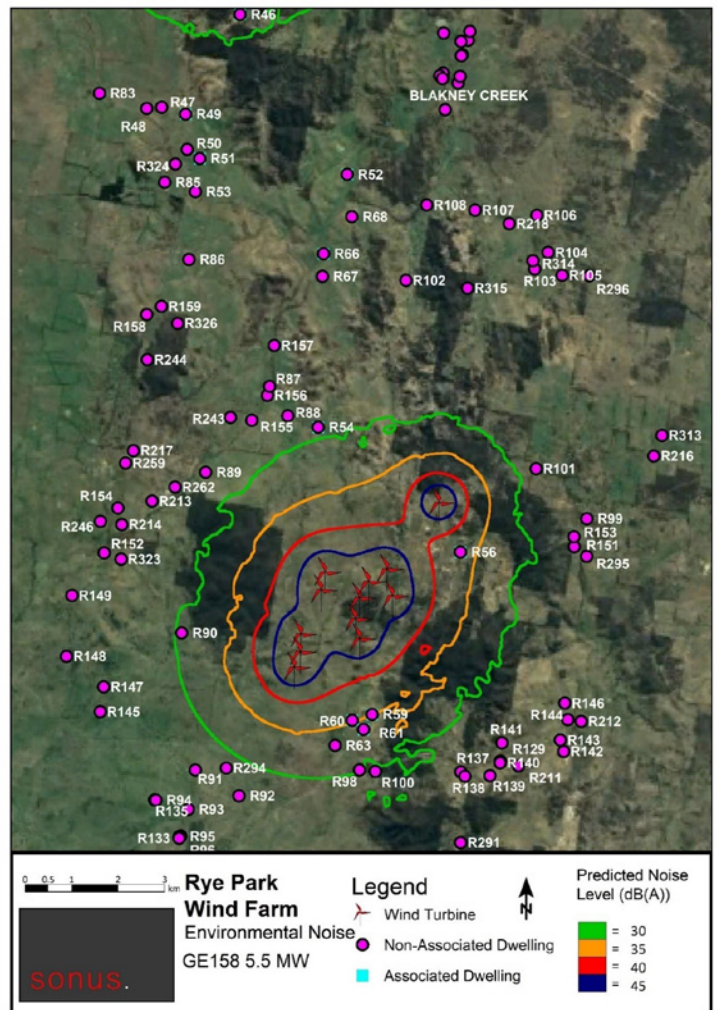 R46
R83
R47
R48
R49
BLAKNEY CREEK
R50
R51
R324
R85
R53
R52
R108
R107
R106
R218
R68
R104
R314
R103
R105
R296
R66
R67
R102
R315
R86
R159
R158
R326
R157
R244
R87
R156
R243
R155
R88
R54
R313
R216
R217
R259
R89
R101
R262
R213
R154
R246
R214
R99
R153
R151
R295
R152
R323
R56
R149
R90
R148
R147
R145
R146
R144
R212
R60
R59
R61
R63
R141
R143
R142
R129
R137
R140
R211
R138
R139
R98
R100
R294
R91
R92
R94
R135
R93
R95
R133
R96
R291
0 0.5 1 2 3
km
Rye Park
Wind Farm
Environmental Noise
GE158 5.5 MW
sonus.
Legend
Wind Turbine
Non-Associated Dwelling
Associated Dwelling
N
Predicted Noise
Level (dB(A))
= 30
= 35
= 40
= 45